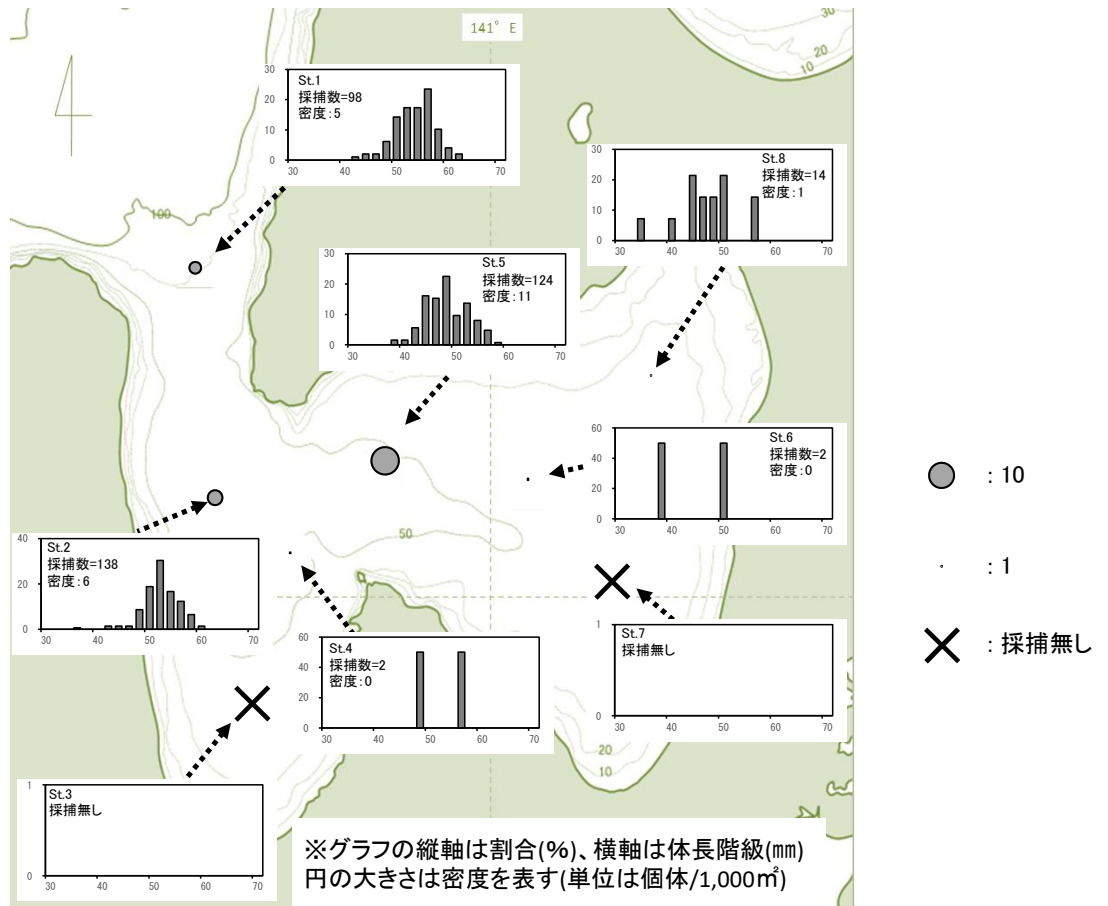 141° E
30
20
10
100
50
20
10
St.1
採捕数=98
密度:5
30
20
10
0
30 40 50 60 70
St.8
採捕数=14
密度:1
30
20
10
0
30 40 50 60 70
St.5
採捕数=124
密度:11
30
20
10
0
30 40 50 60 70
St.6
採捕数=2
密度:0
60
40
20
0
30 40 50 60 70
St.2
採捕数=138
密度:6
40
20
0
30 40 50 60 70
St.4
採捕数=2
密度:0
60
40
20
0
30 40 50 60 70
St.7
採捕無し
1
0
30 40 50 60 70
St.3
採捕無し
1
0
30 40 50 60 70
:10
:1
:採捕無し
※グラフの縦軸は割合(%)、横軸は体長階級(㎜)
円の大きさは密度を表す(単位は個体/1,000㎡)